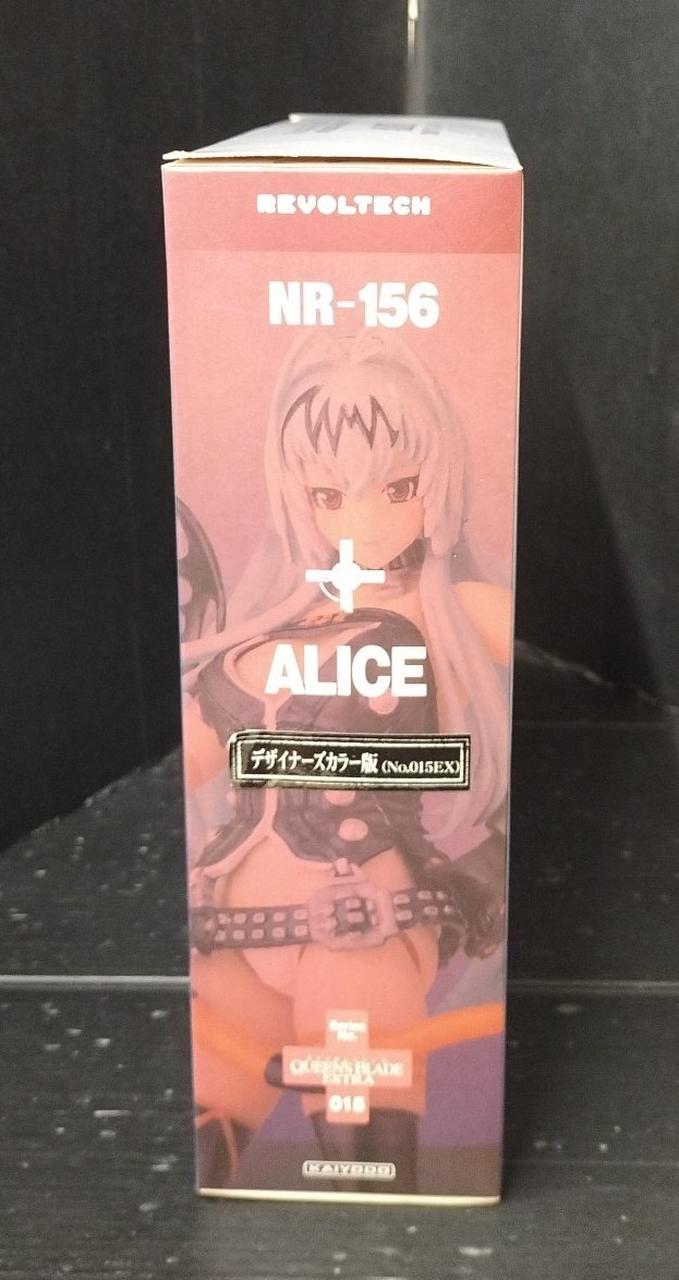 REVOLTECH
NR-156
ALICE
デザイナーズカラー版 (No.015EX)
Series
No.
QUEEN'S BLADE
EXTRA
015
KAIYODO